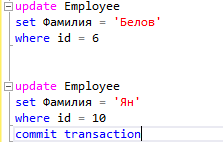 update Employee
set Фамилия = 'Белов'
where id = 6
update Employee
set Фамилия = 'Ян'
where id = 10
commit transaction